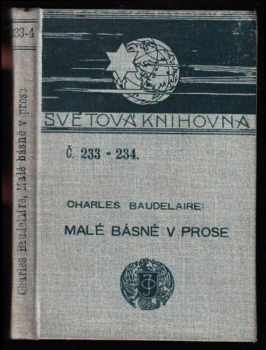 233-4
Charles Baudelaire, Malé básně v prose
SVĚTOVÁ KNIHOVNA
Č. 233 - 234.
CHARLES BAUDELAIRE:
MALÉ BÁSNĚ V PROSE